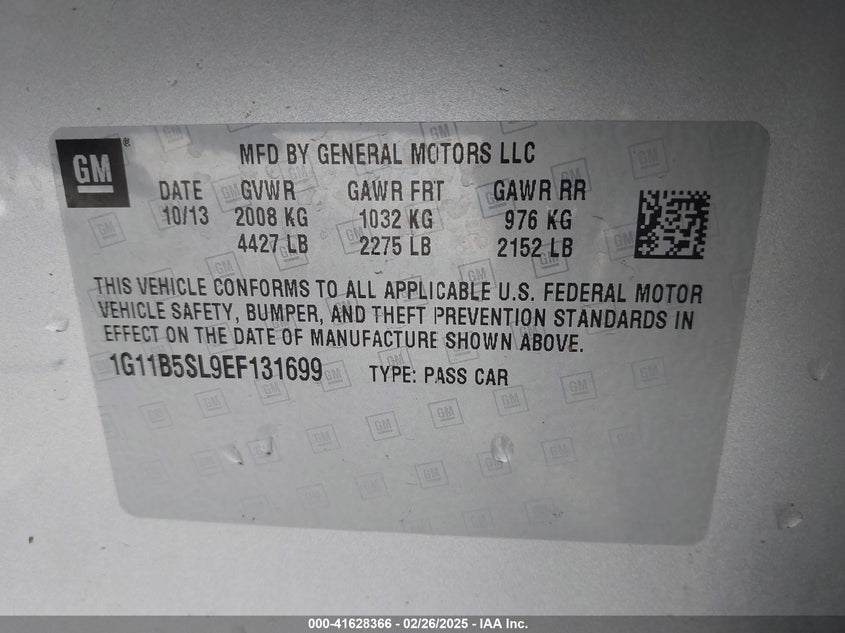 GM
MFD BY GENERAL MOTORS LLC
DATE GVWR GAWR FRT GAWR RR
10/13 2008 KG 1032 KG 976 KG
4427 LB 2275 LB 2152 LB
THIS VEHICLE CONFORMS TO ALL APPLICABLE U.S. FEDERAL MOTOR
VEHICLE SAFETY, BUMPER, AND THEFT PREVENTION STANDARDS IN
EFFECT ON THE DATE OF MANUFACTURE SHOWN ABOVE.
1G11B5SL9EF131699 TYPE: PASS CAR
000-41628366 - 02/26/2025 - IAA Inc.